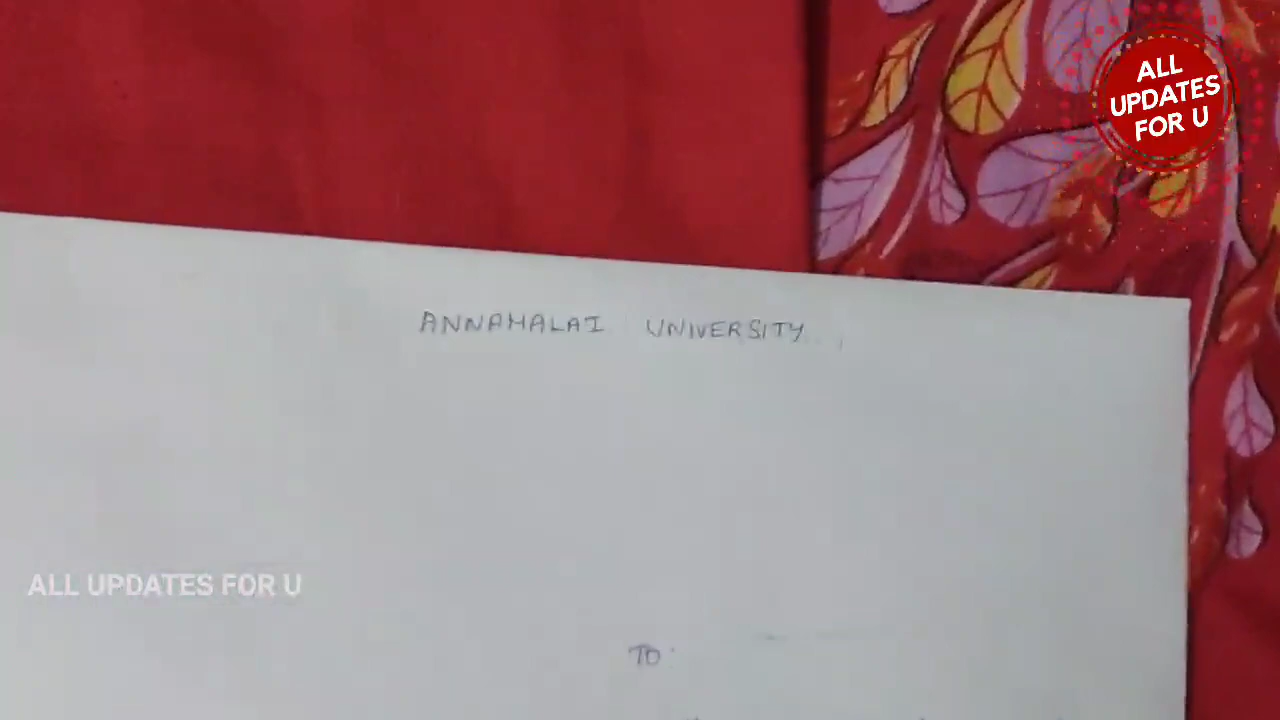 ALL
UPDATES
FOR U
ANNAMALAI UNIVERSITY
ALL UPDATES FOR U
TO